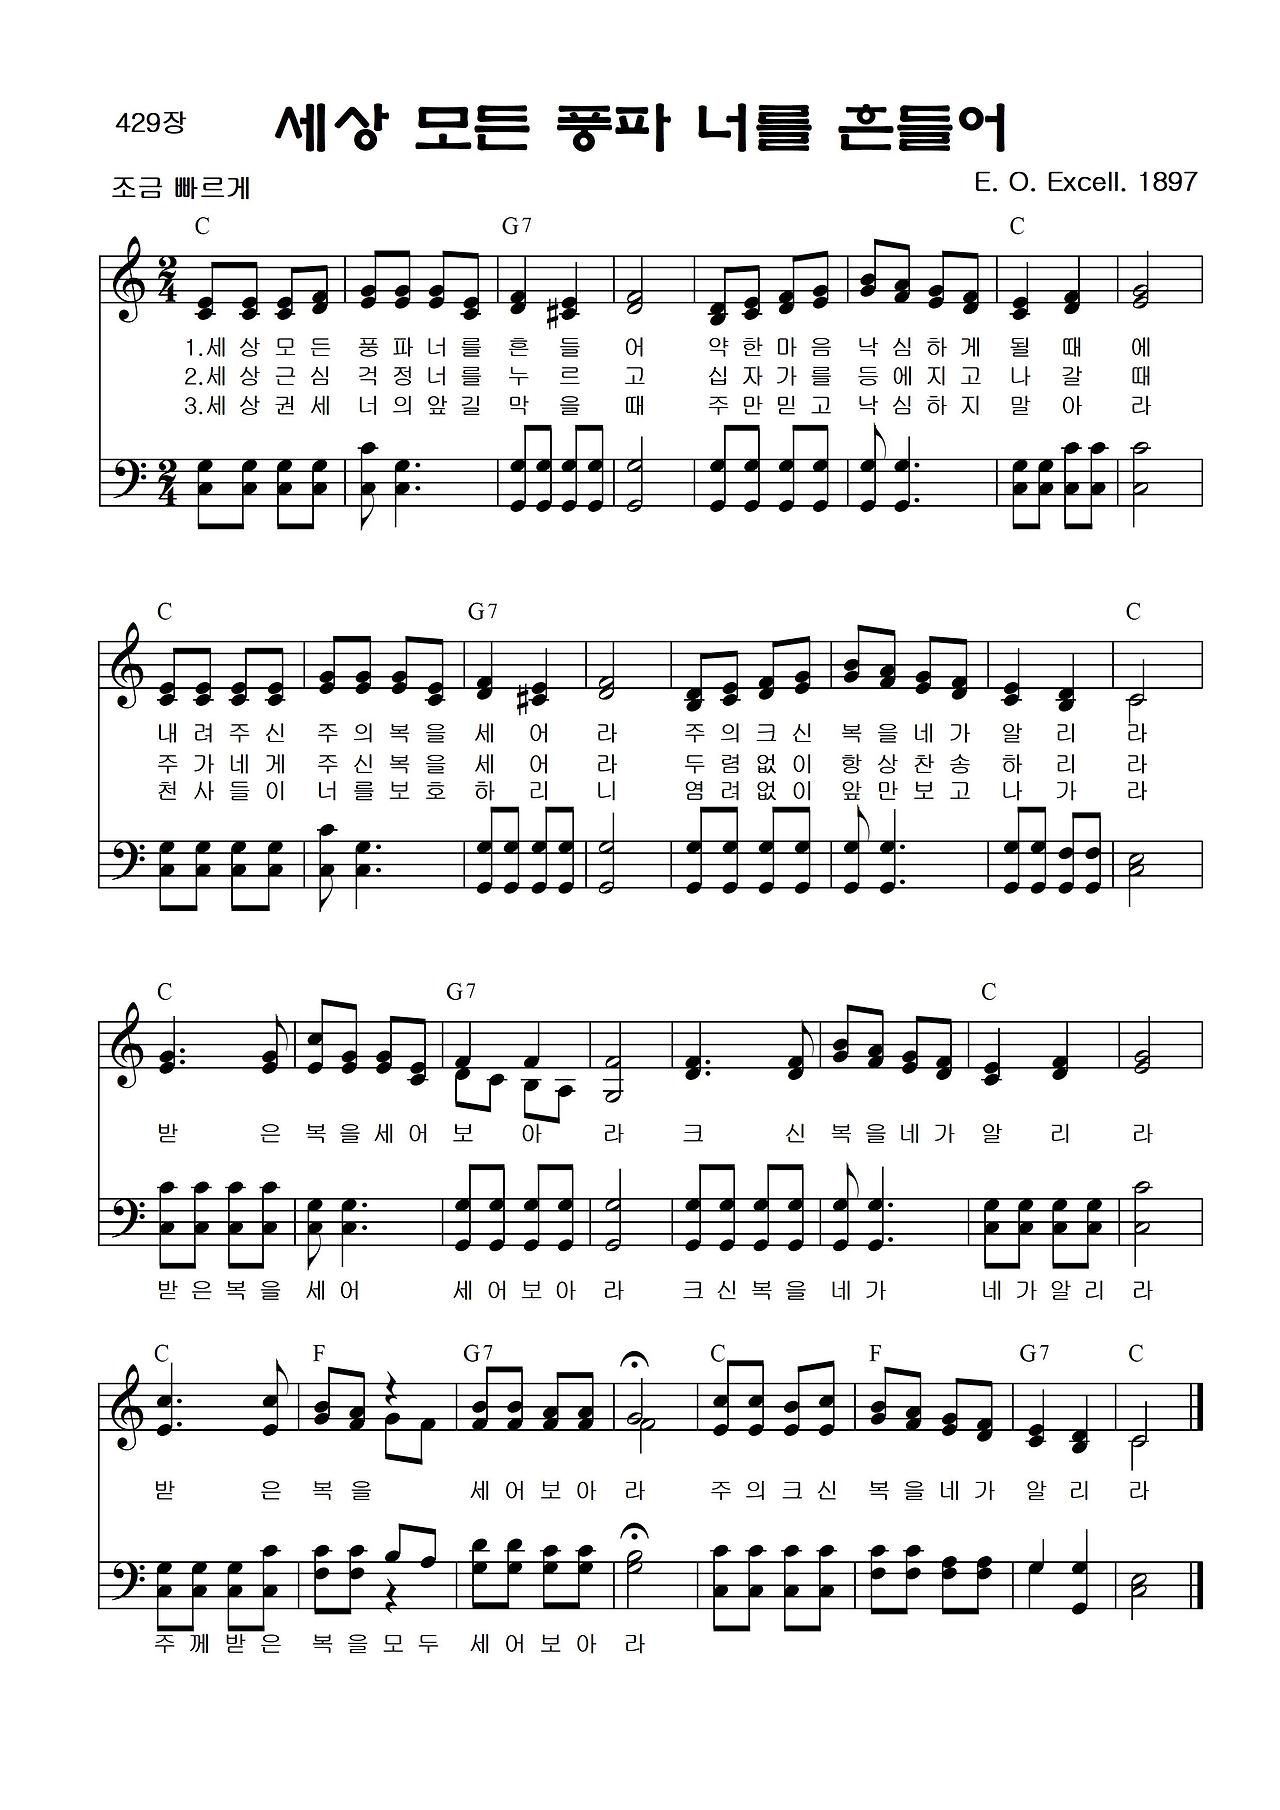 429장 세상 모든 풍파 너를 흔들어
조금 빠르게 E. O. Excell. 1897
C G7 C
1.세 상 모 든 풍 파 너 를 흔 들 어 약 한 마 음 낙 심 하 게 될 때 에
2.세 상 근 심 걱 정 너 를 누 르 고 십 자 가 를 등 에 지 고 나 갈 때
3.세 상 권 세 너 의 앞 길 막 을 때 주 만 믿 고 낙 심 하 지 말 아 라
C G7 C
내 려 주 신 주 의 복 을 세 어 라 주 의 크 신 복 을 네 가 알 리 라
주 가 네 게 주 신 복 을 세 어 라 두 렴 없 이 항 상 찬 송 하 리 라
천 사 들 이 너 를 보 호 하 리 니 염 려 없 이 앞 만 보 고 나 가 라
C G7 C
받 은 복 을 세 어 보 아 라 크 신 복 을 네 가 알 리 라
받 은 복 을 세 어 세 어 보 아 라 크 신 복 을 네 가 네 가 알 리 라
C F G7 C F G7 C
받 은 복 을 세 어 보 아 라 주 의 크 신 복 을 네 가 알 리 라
주 께 받 은 복 을 모 두 세 어 보 아 라